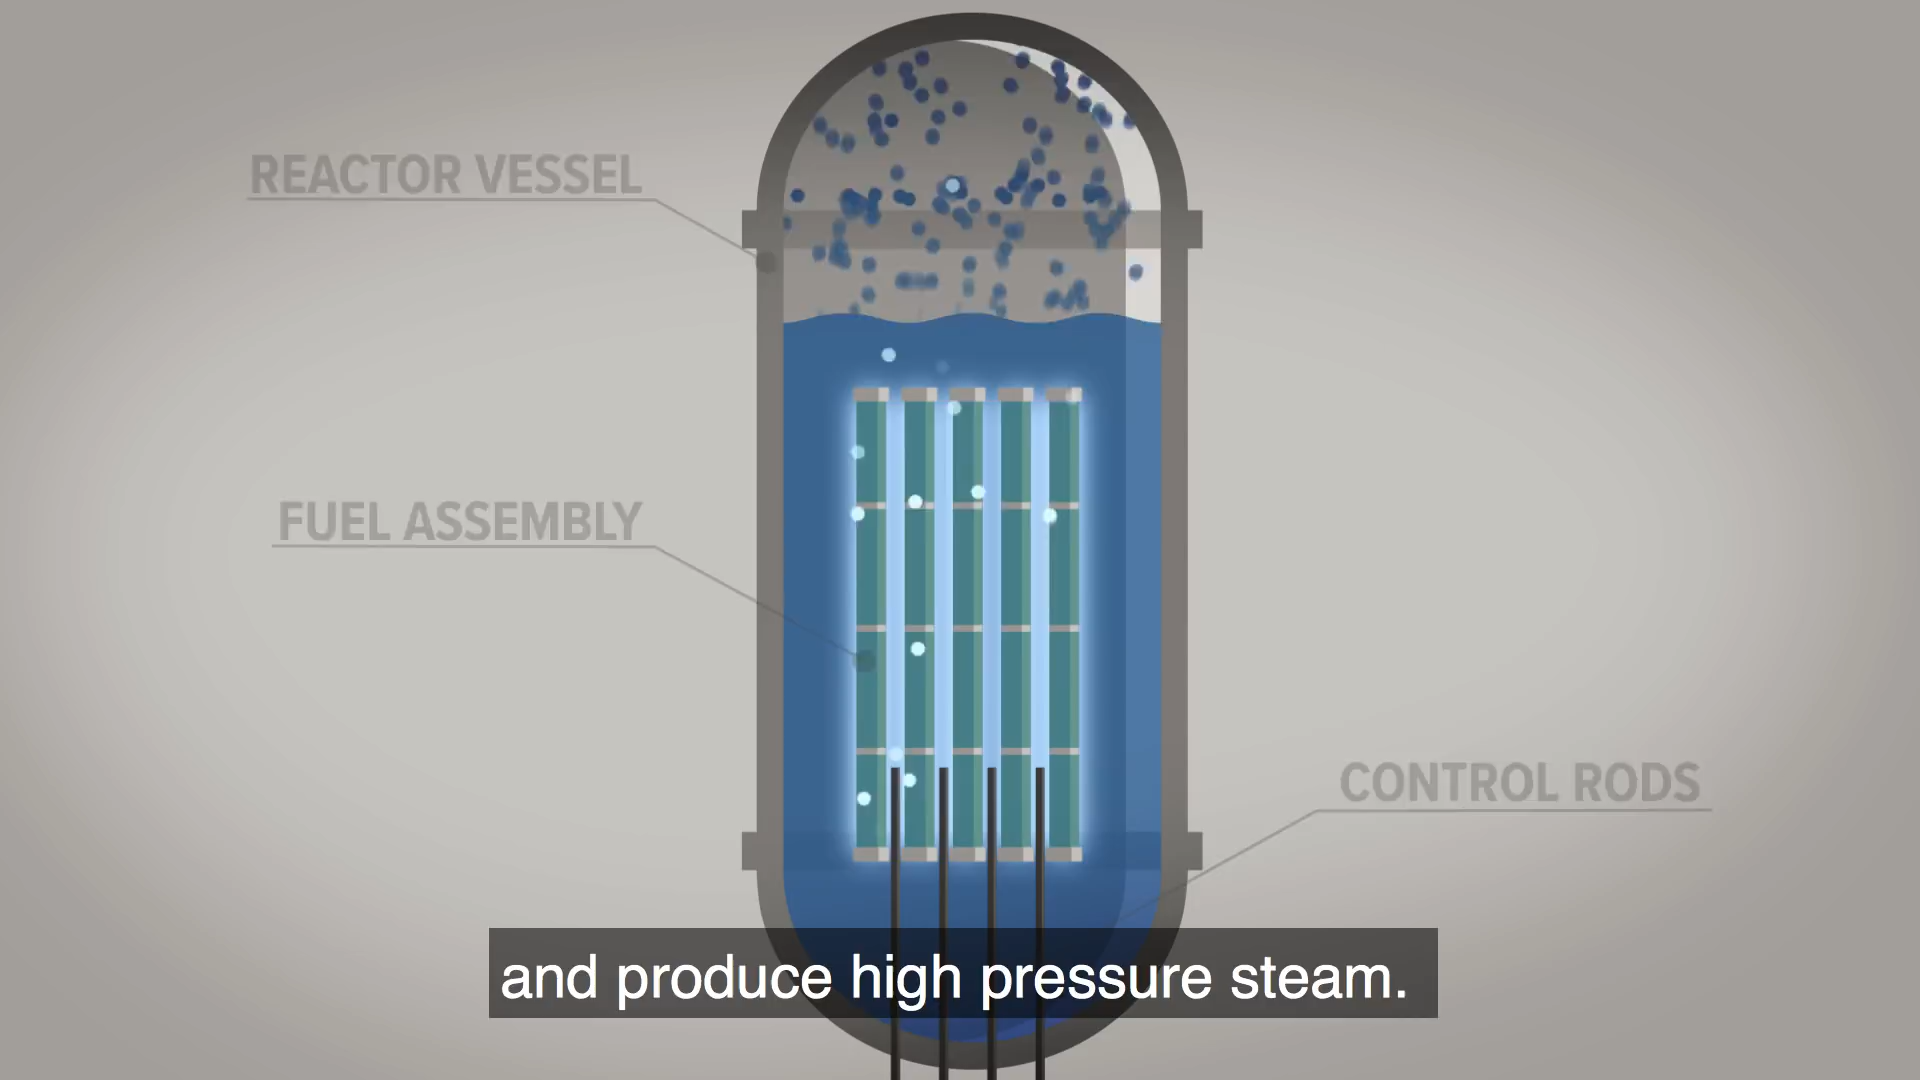 REACTOR VESSEL
FUEL ASSEMBLY
CONTROL RODS
and produce high pressure steam.